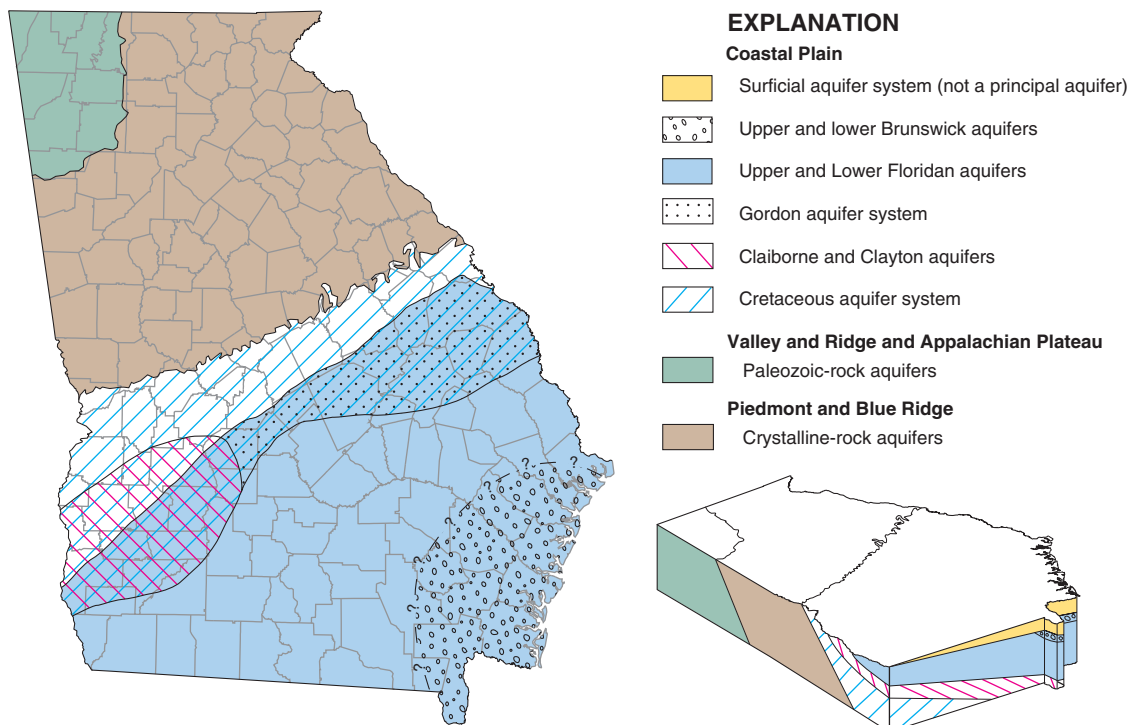 EXPLANATION
Coastal Plain
Surficial aquifer system (not a principal aquifer)
Upper and lower Brunswick aquifers
Upper and Lower Floridan aquifers
Gordon aquifer system
Claiborne and Clayton aquifers
Cretaceous aquifer system
Valley and Ridge and Appalachian Plateau
Paleozoic-rock aquifers
Piedmont and Blue Ridge
Crystalline-rock aquifers
?
?
?
?
?